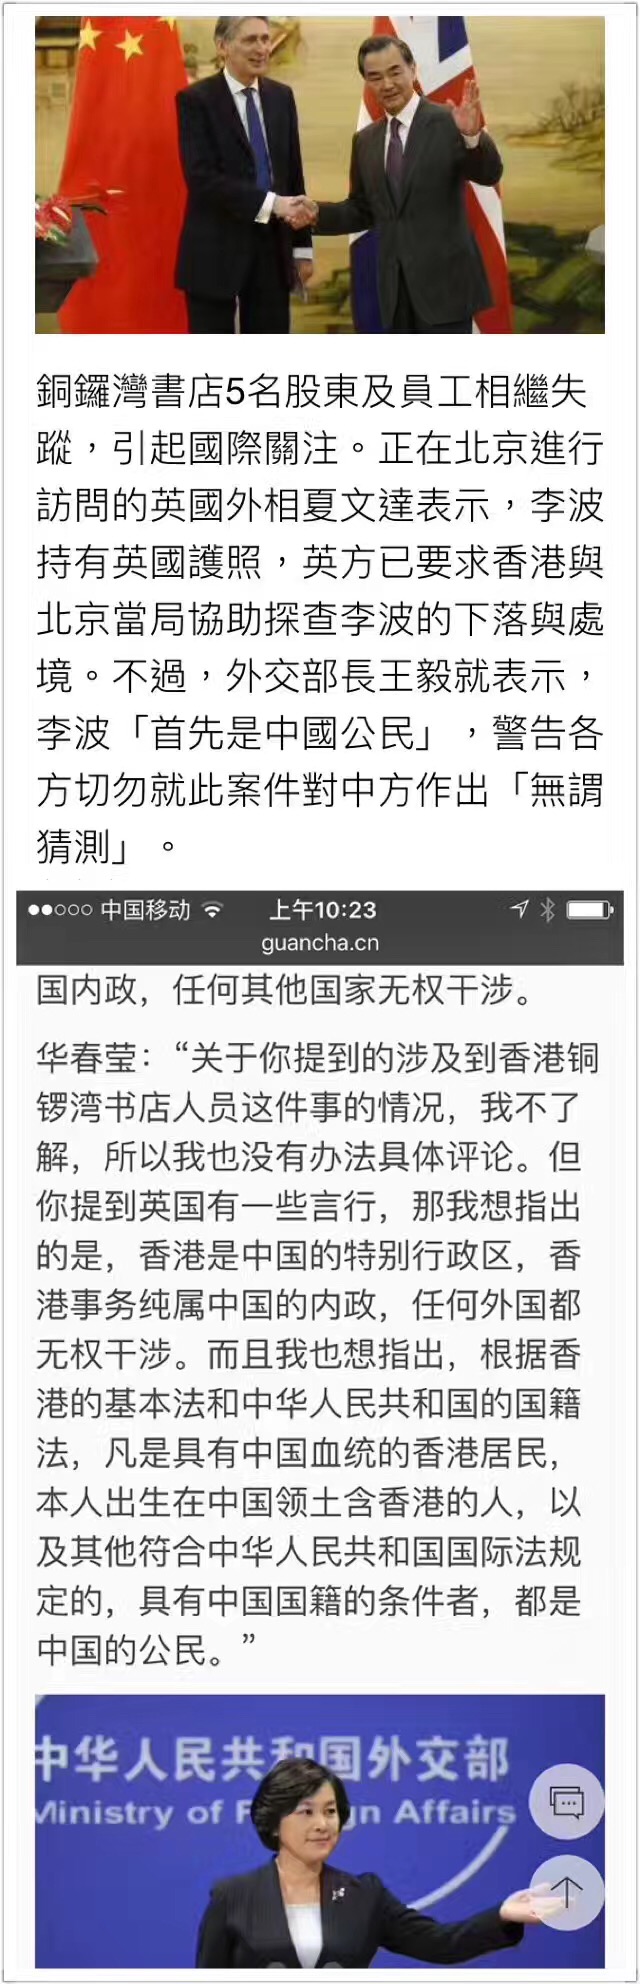 銅鑼灣書店5名股東及員工相繼失
蹤，引起國際關注。正在北京進行
訪問的英國外相夏文達表示，李波
持有英國護照，英方已要求香港與
北京當局協助探查李波的下落與處
境。不過，外交部長王毅就表示，
李波「首先是中國公民」，警告各
方切勿就此案件對中方作出「無謂
猜測」。
中国移动 上午10:23
guancha.cn
国内政，任何其他国家无权干涉。
华春莹：“关于你提到的涉及到香港铜
锣湾书店人员这件事的情况，我不了
解，所以我也没有办法具体评论。但
你提到英国有一些言行，那我想指出
的是，香港是中国的特别行政区，香
港事务纯属中国的内政，任何外国都
无权干涉。而且我也想指出，根据香
港的基本法和中华人民共和国的国籍
法，凡是具有中国血统的香港居民，
本人出生在中国领土含香港的人，以
及其他符合中华人民共和国国际法规
定的，具有中国国籍的条件者，都是
中国的公民。”
中华人民共和国外交部
Ministry of F gn Affairs